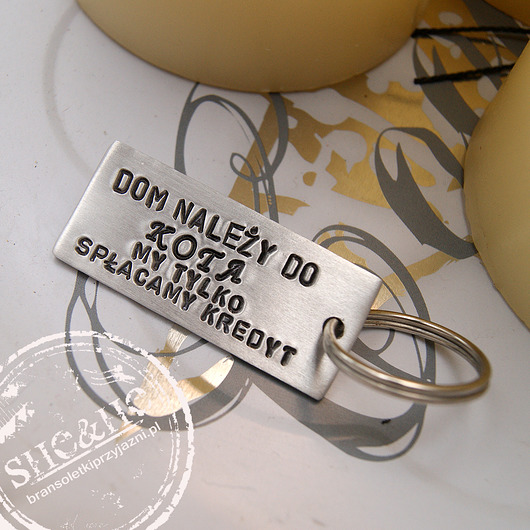 DOM NALEŻY DO
KOTA
MY TYLKO
SPŁACAMY KREDYT
SHE&HE
bransoletkiprzyjazni.pl